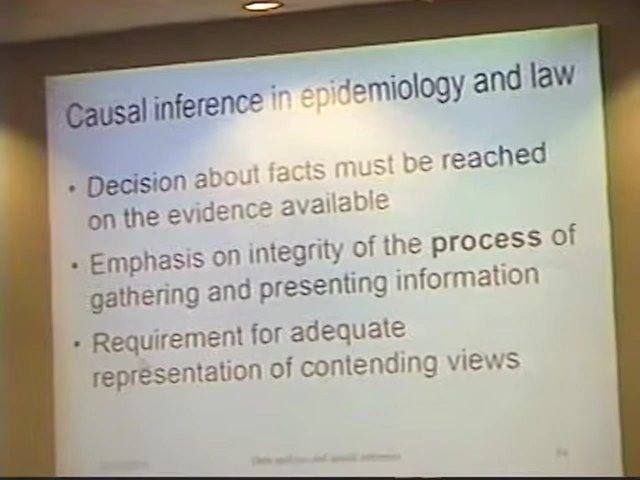 Causal inference in epidemiology and law
• Decision about facts must be reached
on the evidence available
• Emphasis on integrity of the process of
gathering and presenting information
• Requirement for adequate
representation of contending views